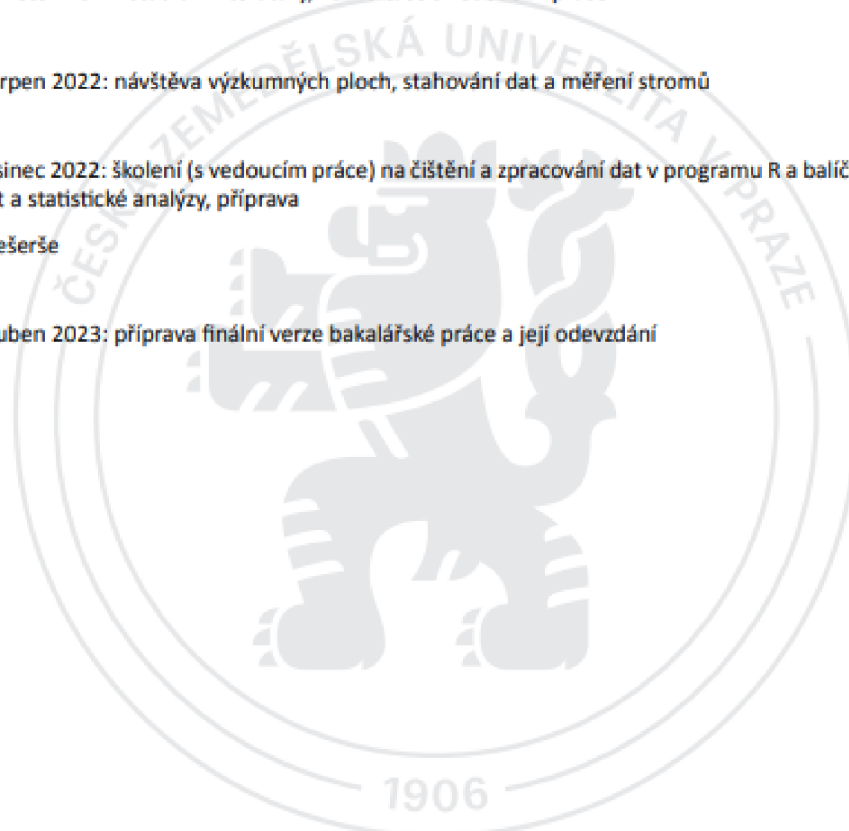 rpen 2022: návštěva výzkumných ploch, stahování dat a měření stromů
sinec 2022: školení (s vedoucím práce) na čištění a zpracování dat v programu R a balíč
t a statistické analýzy, příprava
ešerše
uben 2023: příprava finální verze bakalářské práce a její odevzdání
ČESKÁ ZEMĚDĚLSKÁ UNIVERZITA V PRAZE
1906